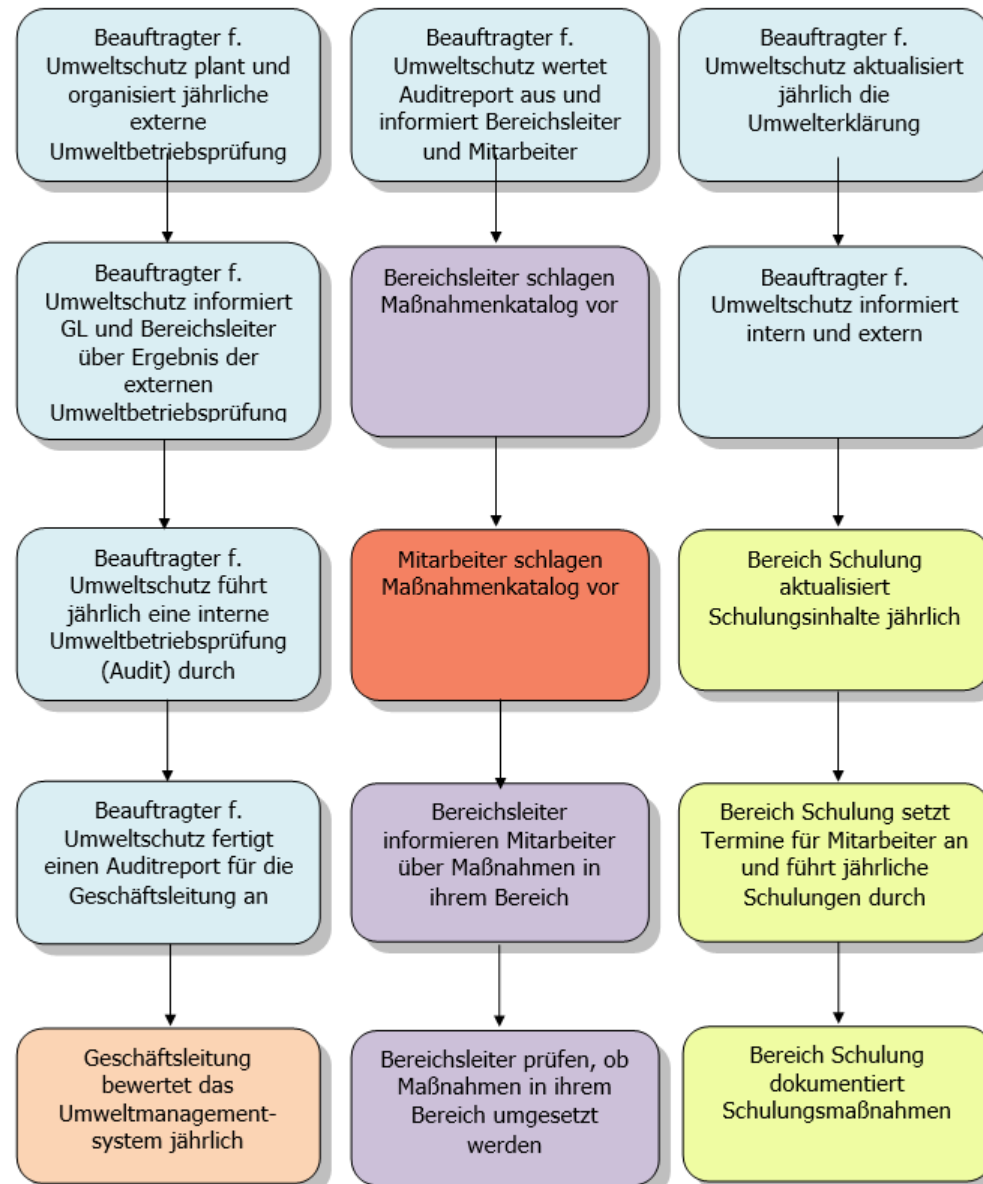 Beauftragter f.
Umweltschutz plant und
organisiert jährliche
externe
Umweltbetriebsprüfung
Beauftragter f.
Umweltschutz informiert
GL und Bereichsleiter
über Ergebnis der
externen
Umweltbetriebsprüfung
Beauftragter f.
Umweltschutz führt
jährlich eine interne
Umweltbetriebsprüfung
(Audit) durch
Beauftragter f.
Umweltschutz fertigt
einen Auditreport für die
Geschäftsleitung an
Geschäftsleitung
bewertet das
Umweltmanagement-
system jährlich
Beauftragter f.
Umweltschutz wertet
Auditreport aus und
informiert Bereichsleiter
und Mitarbeiter
Bereichsleiter schlagen
Maßnahmenkatalog vor
Mitarbeiter schlagen
Maßnahmenkatalog vor
Bereichsleiter
informieren Mitarbeiter
über Maßnahmen in
ihrem Bereich
Bereichsleiter prüfen, ob
Maßnahmen in ihrem
Bereich umgesetzt
werden
Beauftragter f.
Umweltschutz aktualisiert
jährlich die
Umwelterklärung
Beauftragter f.
Umweltschutz informiert
intern und extern
Bereich Schulung
aktualisiert
Schulungsinhalte jährlich
Bereich Schulung setzt
Termine für Mitarbeiter an
und führt jährliche
Schulungen durch
Bereich Schulung
dokumentiert
Schulungsmaßnahmen